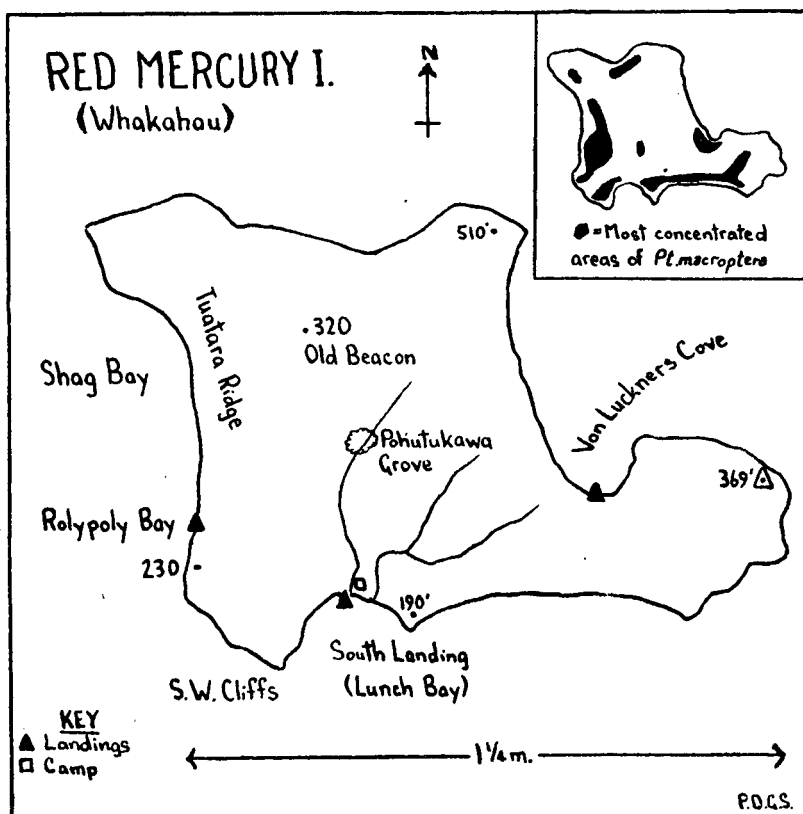 RED MERCURY I.
(Whakahau)
N
=Most concentrated
areas of Pt.macroptera
510'
Tuatara Ridge
.320
Old Beacon
Shag Bay
Von Luckners Cove
Pohutukawa
Grove
369'
Rolypoly Bay
230
190'
South Landing
(Lunch Bay)
S.W. Cliffs
KEY
Landings
Camp
1¼m.
P.D.G.S.